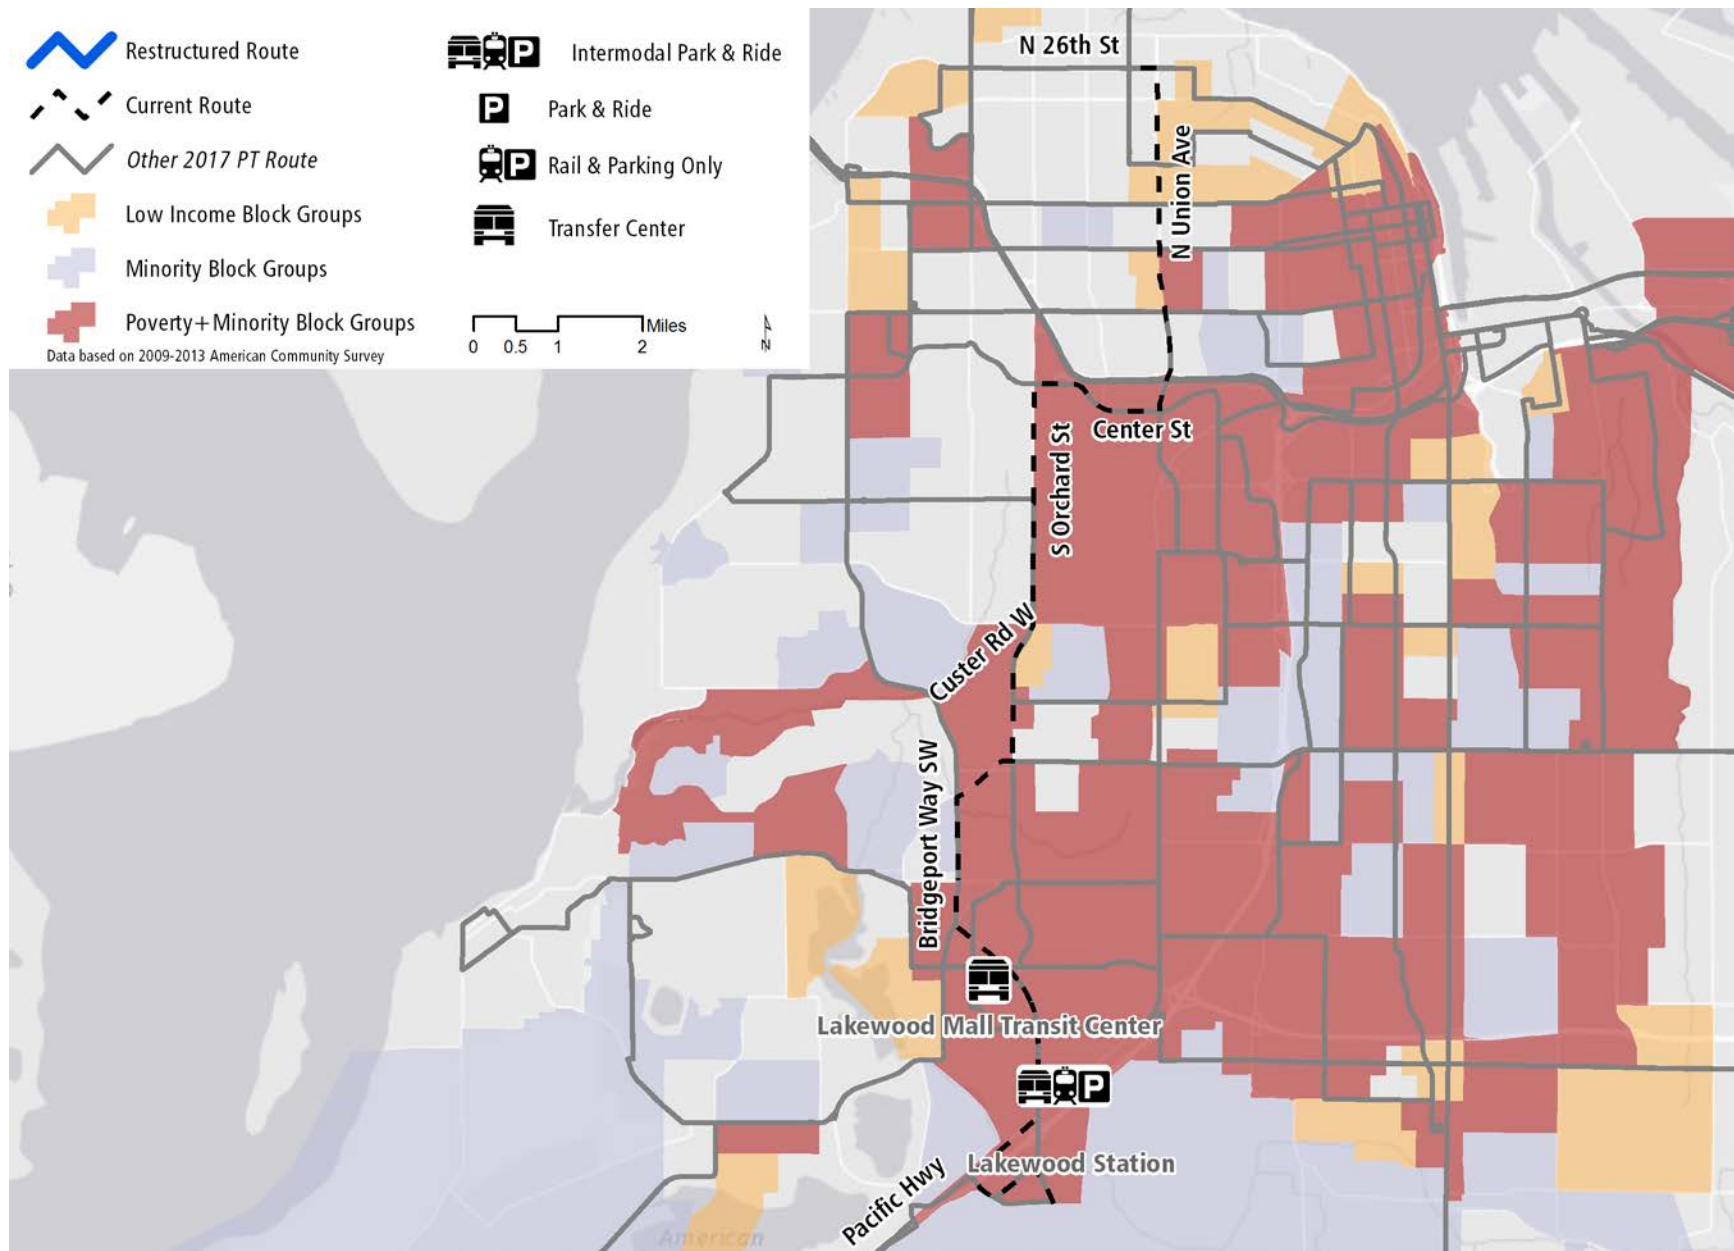 Restructured Route
Current Route
Other 2017 PT Route
Low Income Block Groups
Minority Block Groups
Poverty+Minority Block Groups
Data based on 2009-2013 American Community Survey
P
Intermodal Park & Ride
P
Park & Ride
P
Rail & Parking Only
Transfer Center
Miles
0 0.5 1 2
N
N 26th St
N Union Ave
Center St
S Orchard St
Custer Rd W
Bridgeport Way SW
Lakewood Mall Transit Center
P
Lakewood Station
Pacific Hwy
American